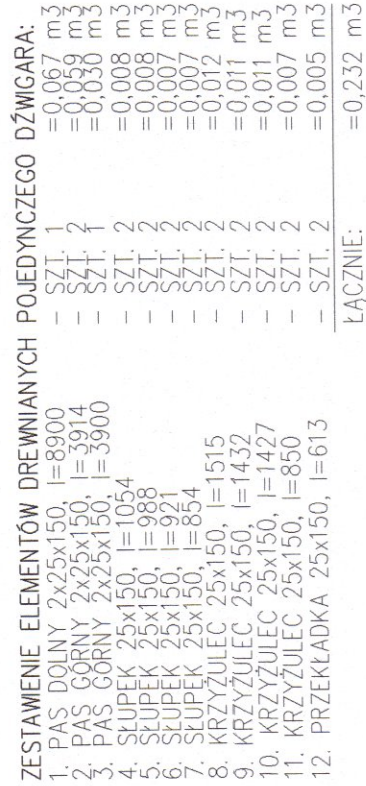 ZESTAWIENIE ELEMENTÓW DREWNIANYCH POJEDYNCZEGO DŹWIGARA:
1. PAS DOLNY 2x25x150, l=8900 – SZT. 1 =0,067 m3
2. PAS GÓRNY 2x25x150, l=3914 – SZT. 2 =0,059 m3
3. PAS GÓRNY 2x25x150, l=3900 – SZT. 1 =0,030 m3
4. SŁUPEK 25x150, l=1054 – SZT. 2 =0,008 m3
5. SŁUPEK 25x150, l=988 – SZT. 2 =0,008 m3
6. SŁUPEK 25x150, l=921 – SZT. 2 =0,007 m3
7. SŁUPEK 25x150, l=854 – SZT. 2 =0,007 m3
8. KRZYŻULEC 25x150, l=1515 – SZT. 2 =0,012 m3
9. KRZYŻULEC 25x150, l=1432 – SZT. 2 =0,011 m3
10. KRZYŻULEC 25x150, l=1427 – SZT. 2 =0,011 m3
11. KRZYŻULEC 25x150, l=850 – SZT. 2 =0,007 m3
12. PRZEKŁADKA 25x150, l=613 – SZT. 2 =0,005 m3
ŁĄCZNIE: =0,232 m3